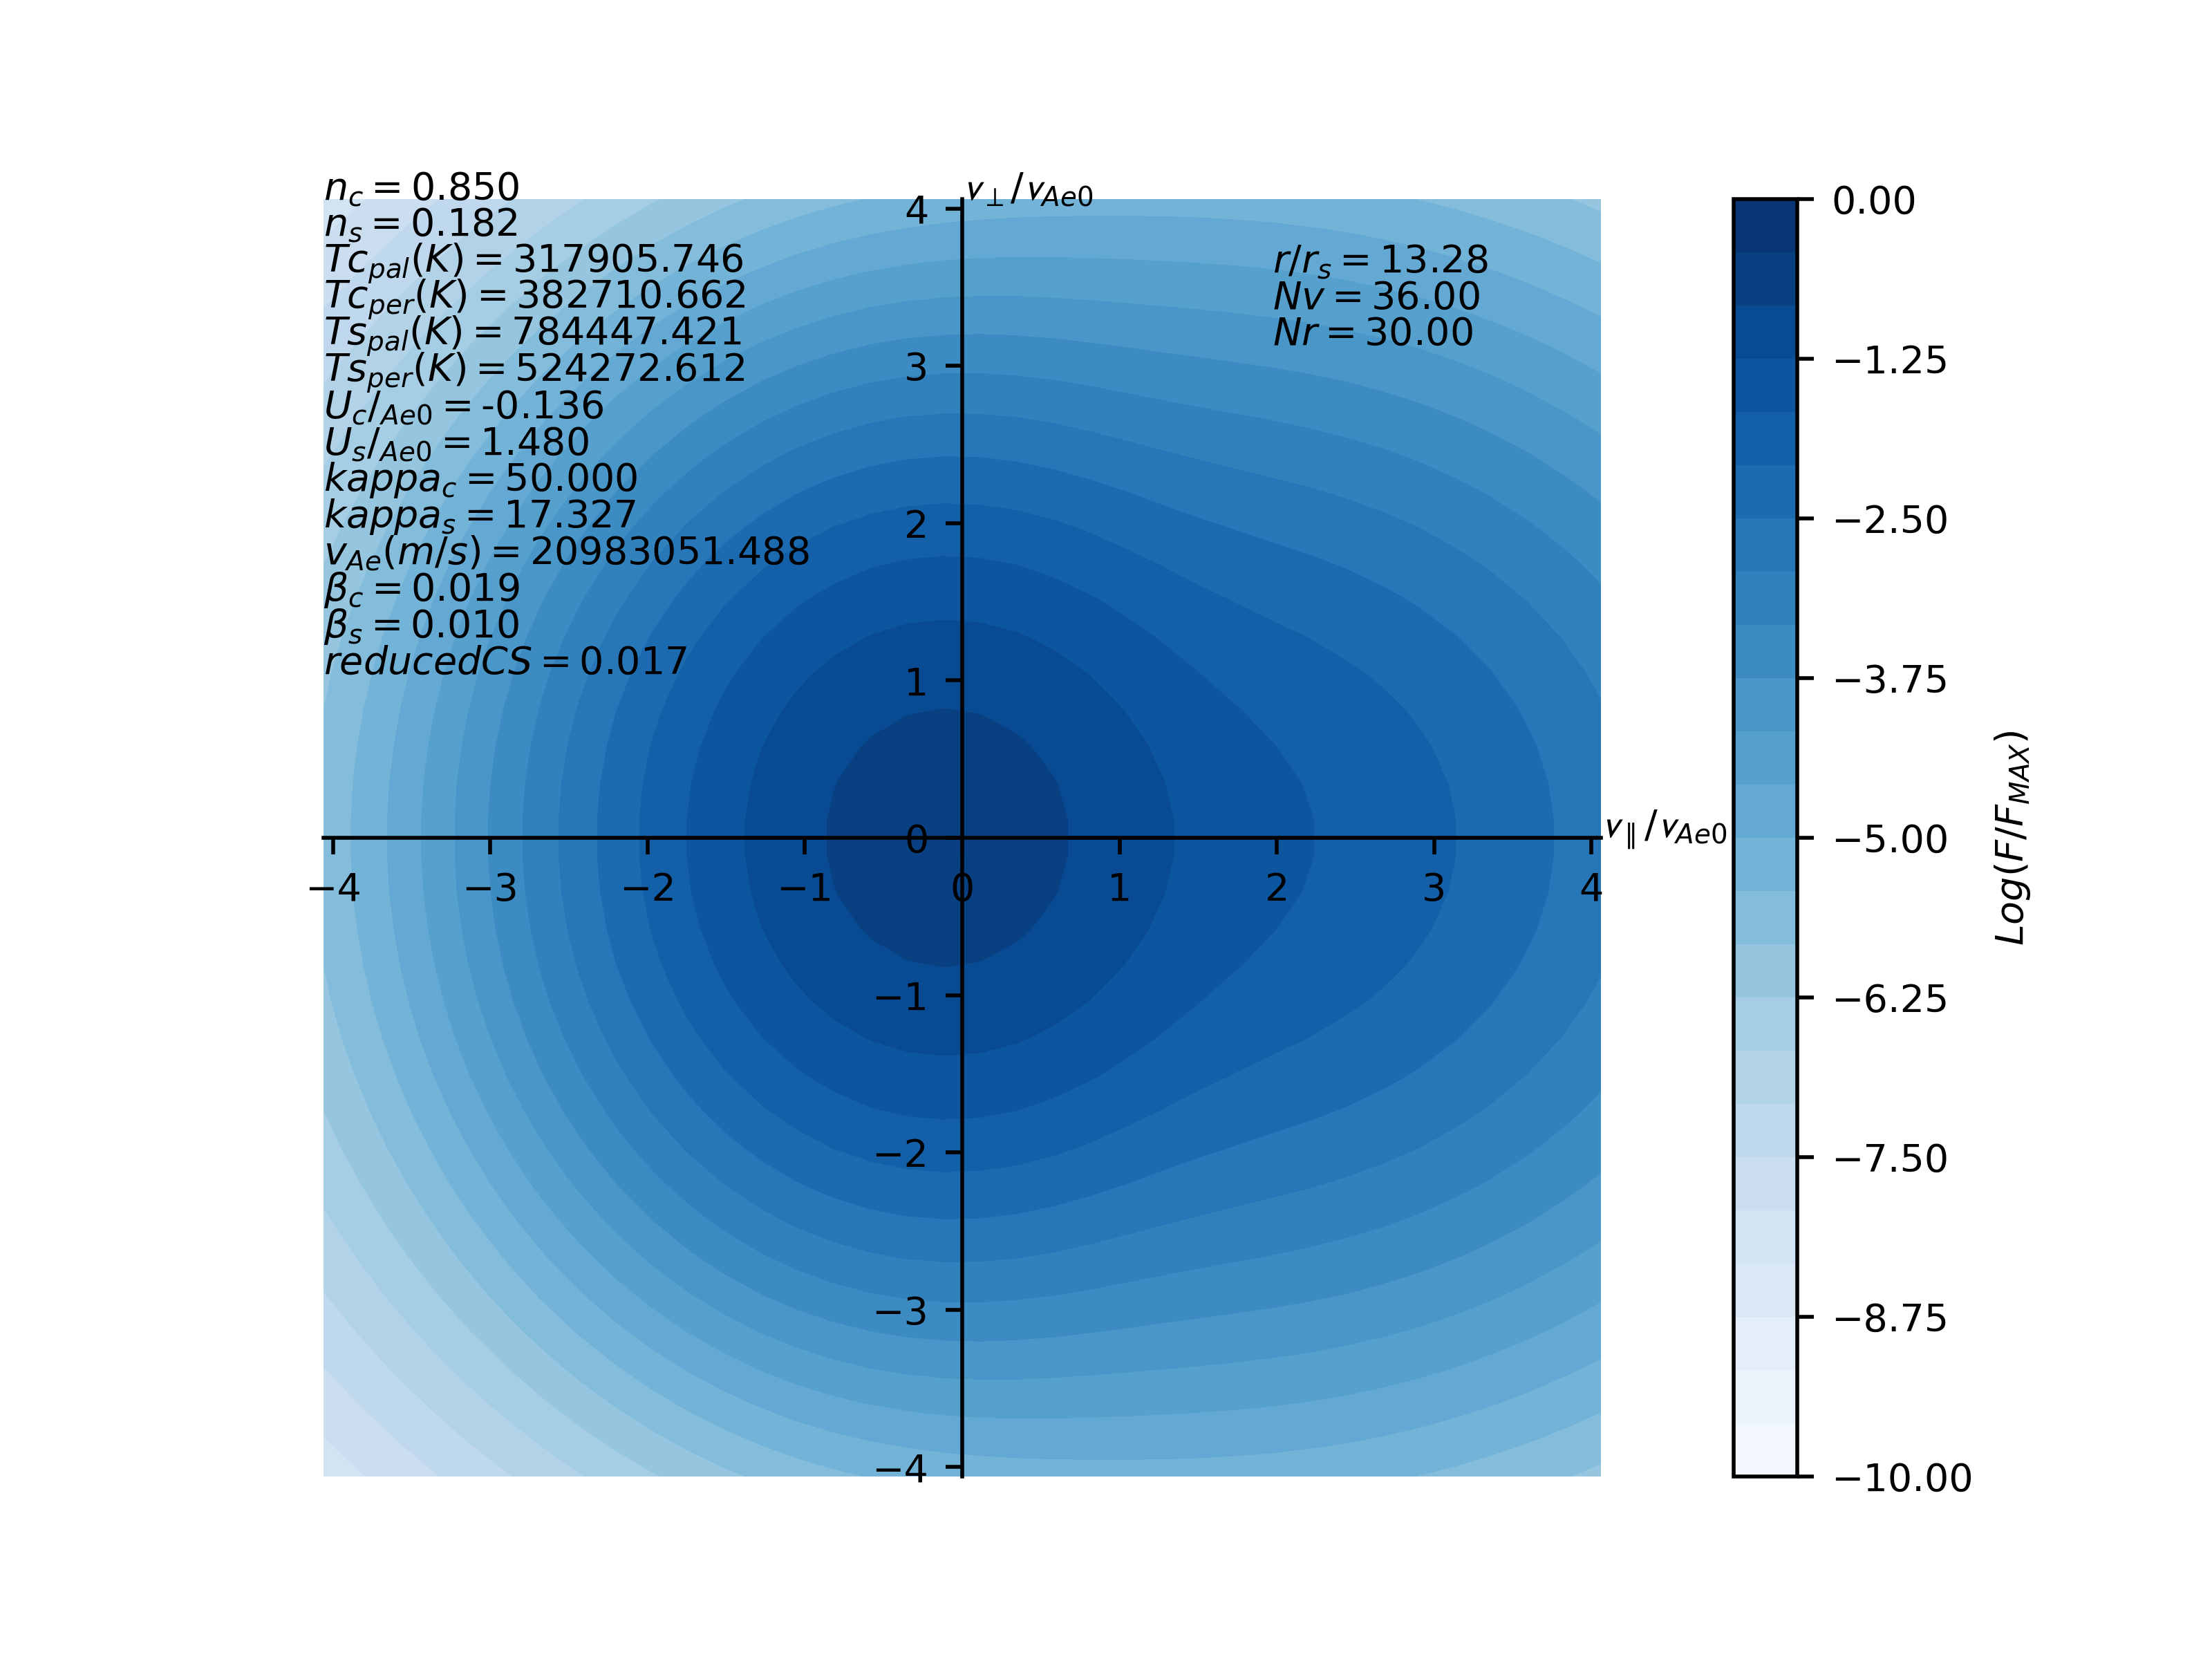 n_c = 0.850
n_s = 0.182
Tc_pal(K) = 317905.746
Tc_per(K) = 382710.662
Ts_pal(K) = 784447.421
Ts_per(K) = 524272.612
U_c/_Ae0 = -0.136
U_s/_Ae0 = 1.480
kappa_c = 50.000
kappa_s = 17.327
v_Ae(m/s) = 20983051.488
β_c = 0.019
β_s = 0.010
reducedCS = 0.017
v_⊥/v_Ae0
r/r_s = 13.28
Nv = 36.00
Nr = 30.00
4
3
2
1
0
−1
−2
−3
−4
−4 −3 −2 −1 0 1 2 3 4
v_∥/v_Ae0
0.00
−1.25
−2.50
−3.75
−5.00
−6.25
−7.50
−8.75
−10.00
Log(F/F_MAX)